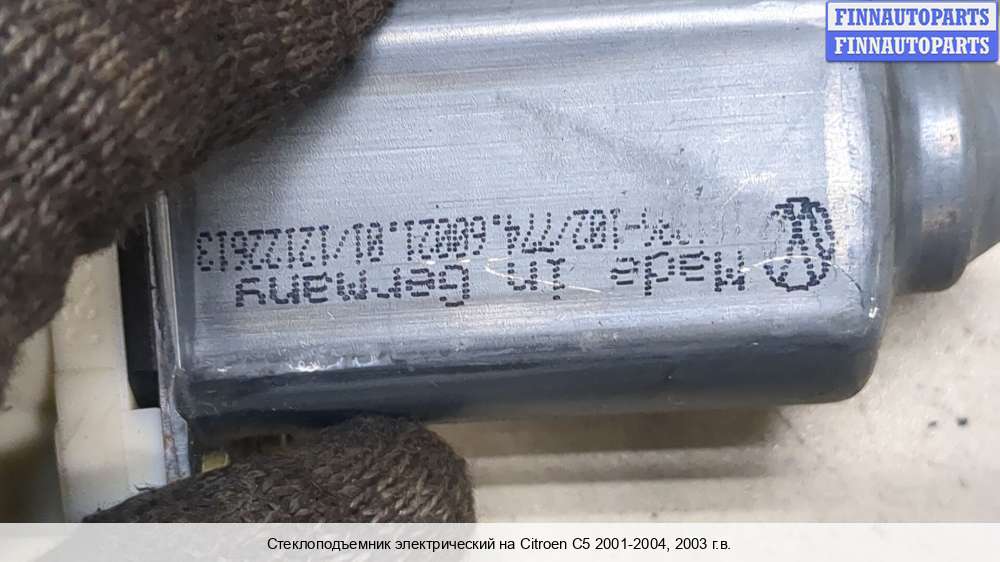 FINNAUTOPARTS
FINNAUTOPARTS
Made in Germany
Стеклоподъемник электрический на Citroen C5 2001-2004, 2003 г.в.